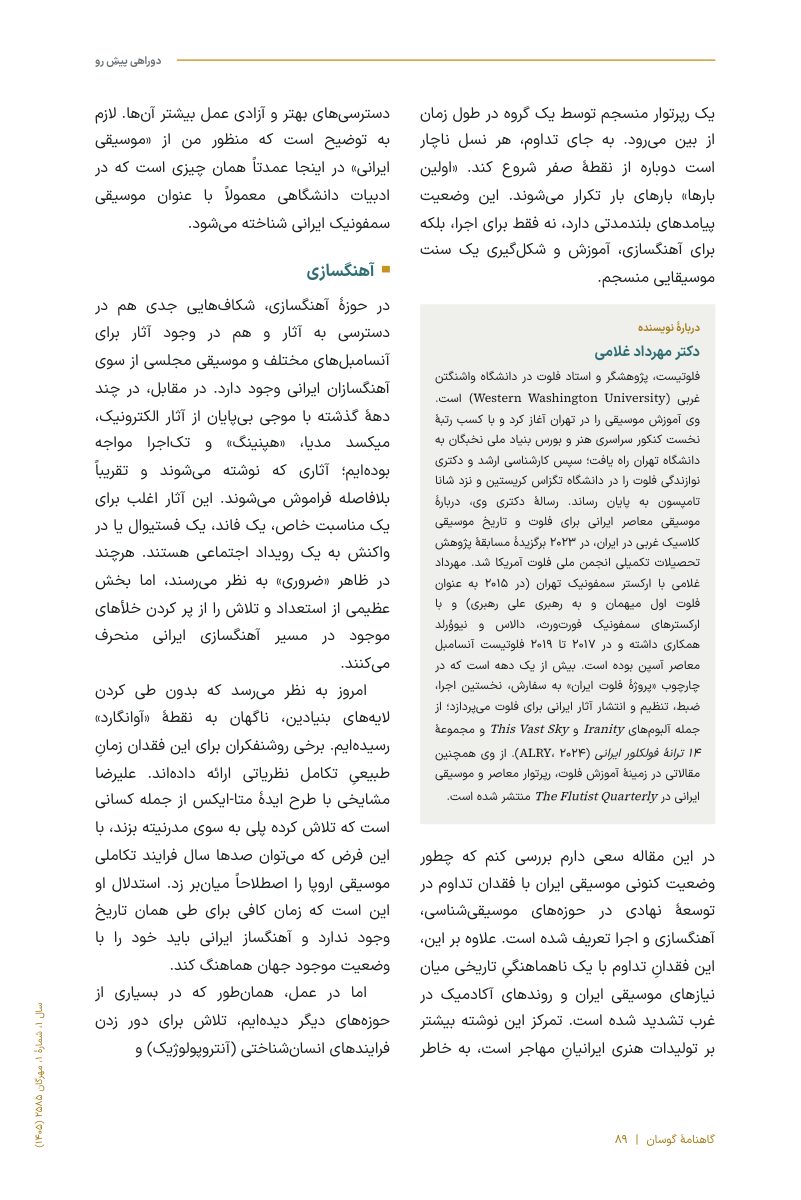 دوراهی پیشِ رو
یک رپرتوار منسجم توسط یک گروه در طول زمان
از بین می‌رود. به جای تداوم، هر نسل ناچار
است دوباره از نقطهٔ صفر شروع کند. «اولین
بارها» بارهای بار تکرار می‌شوند. این وضعیت
پیامدهای بلندمدتی دارد، نه فقط برای اجرا، بلکه
برای آهنگسازی، آموزش و شکل‌گیری یک سنت
موسیقایی منسجم.
دربارهٔ نویسنده
دکتر مهرداد غلامی
فلوتیست، پژوهشگر و استاد فلوت در دانشگاه واشنگتن
غربی (Western Washington University) است.
وی آموزش موسیقی را در تهران آغاز کرد و با کسب رتبهٔ
نخست کنکور سراسری هنر و بورس بنیاد ملی نخبگان به
دانشگاه تهران راه یافت؛ سپس کارشناسی ارشد و دکتری
نوازندگی فلوت را در دانشگاه تگزاس کریستین و نزد شانا
تامپسون به پایان رساند. رسالهٔ دکتری وی، دربارهٔ
موسیقی معاصر ایرانی برای فلوت و تاریخ موسیقی
کلاسیک غربی در ایران، در ۲۰۲۳ برگزیدهٔ مسابقهٔ پژوهش
تحصیلات تکمیلی انجمن ملی فلوت آمریکا شد. مهرداد
غلامی با ارکستر سمفونیک تهران (در ۲۰۱۵ به عنوان
فلوت اول میهمان و به رهبری علی رهبری) و با
ارکسترهای سمفونیک فورت‌ورث، دالاس و نیووُرلد
همکاری داشته و در ۲۰۱۷ تا ۲۰۱۹ فلوتیست آنسامبل
معاصر آسپن بوده است. بیش از یک دهه است که در
چارچوب «پروژهٔ فلوت ایران» به سفارش، نخستین اجرا،
ضبط، تنظیم و انتشار آثار ایرانی برای فلوت می‌پردازد؛ از
جمله آلبوم‌های Iranity و This Vast Sky و مجموعهٔ
۱۴ ترانهٔ فولکلور ایرانی (ALRY، ۲۰۲۴). از وی همچنین
مقالاتی در زمینهٔ آموزش فلوت، رپرتوار معاصر و موسیقی
ایرانی در The Flutist Quarterly منتشر شده است.
در این مقاله سعی دارم بررسی کنم که چطور
وضعیت کنونی موسیقی ایران با فقدان تداوم در
توسعهٔ نهادی در حوزه‌های موسیقی‌شناسی،
آهنگسازی و اجرا تعریف شده است. علاوه بر این،
این فقدانِ تداوم با یک ناهماهنگیِ تاریخی میان
نیازهای موسیقی ایران و روندهای آکادمیک در
غرب تشدید شده است. تمرکز این نوشته بیشتر
بر تولیدات هنری ایرانیانِ مهاجر است، به خاطر
دسترسی‌های بهتر و آزادی عمل بیشتر آن‌ها. لازم
به توضیح است که منظور من از «موسیقی
ایرانی» در اینجا عمدتاً همان چیزی است که در
ادبیات دانشگاهی معمولاً با عنوان موسیقی
سمفونیک ایرانی شناخته می‌شود.
آهنگسازی
در حوزهٔ آهنگسازی، شکاف‌هایی جدی هم در
دسترسی به آثار و هم در وجود آثار برای
آنسامبل‌های مختلف و موسیقی مجلسی از سوی
آهنگسازان ایرانی وجود دارد. در مقابل، در چند
دههٔ گذشته با موجی بی‌پایان از آثار الکترونیک،
میکسد مدیا، «هپنینگ» و تک‌اجرا مواجه
بوده‌ایم؛ آثاری که نوشته می‌شوند و تقریباً
بلافاصله فراموش می‌شوند. این آثار اغلب برای
یک مناسبت خاص، یک فاند، یک فستیوال یا در
واکنش به یک رویداد اجتماعی هستند. هرچند
در ظاهر «ضروری» به نظر می‌رسند، اما بخش
عظیمی از استعداد و تلاش را از پر کردن خلأهای
موجود در مسیر آهنگسازی ایرانی منحرف
می‌کنند.
امروز به نظر می‌رسد که بدون طی کردن
لایه‌های بنیادین، ناگهان به نقطهٔ «آوانگارد»
رسیده‌ایم. برخی روشنفکران برای این فقدان زمانِ
طبیعیِ تکامل نظریاتی ارائه داده‌اند. علیرضا
مشایخی با طرح ایدهٔ متا-ایکس از جمله کسانی
است که تلاش کرده پلی به سوی مدرنیته بزند، با
این فرض که می‌توان صدها سال فرایند تکاملی
موسیقی اروپا را اصطلاحاً میان‌بر زد. استدلال او
این است که زمان کافی برای طی همان تاریخ
وجود ندارد و آهنگساز ایرانی باید خود را با
وضعیت موجود جهان هماهنگ کند.
اما در عمل، همان‌طور که در بسیاری از
حوزه‌های دیگر دیده‌ایم، تلاش برای دور زدن
فرایندهای انسان‌شناختی (آنتروپولوژیک) و
سال ۱، شمارهٔ ۱، مهرگان ۲۵۸۵ (۱۴۰۵)
گاهنامهٔ گوسان | ۸۹